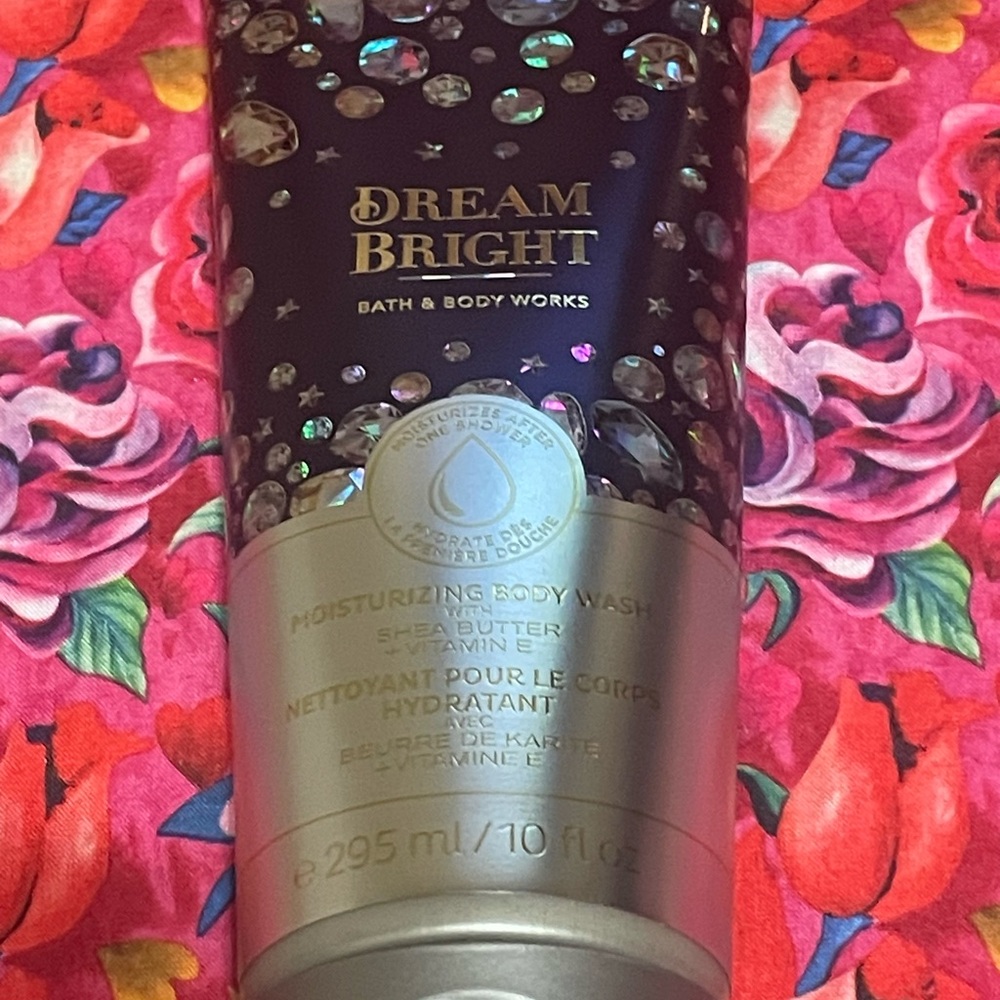 DREAM
BRIGHT
BATH & BODY WORKS
MOISTURIZES AFTER
ONE SHOWER
HYDRATE DÈS
LA PREMIÈRE DOUCHE
MOISTURIZING BODY WASH
WITH
SHEA BUTTER
+ VITAMIN E
NETTOYANT POUR LE CORPS
HYDRATANT
AVEC
BEURRE DE KARITÉ
+ VITAMINE E
e 295 ml / 10 fl oz